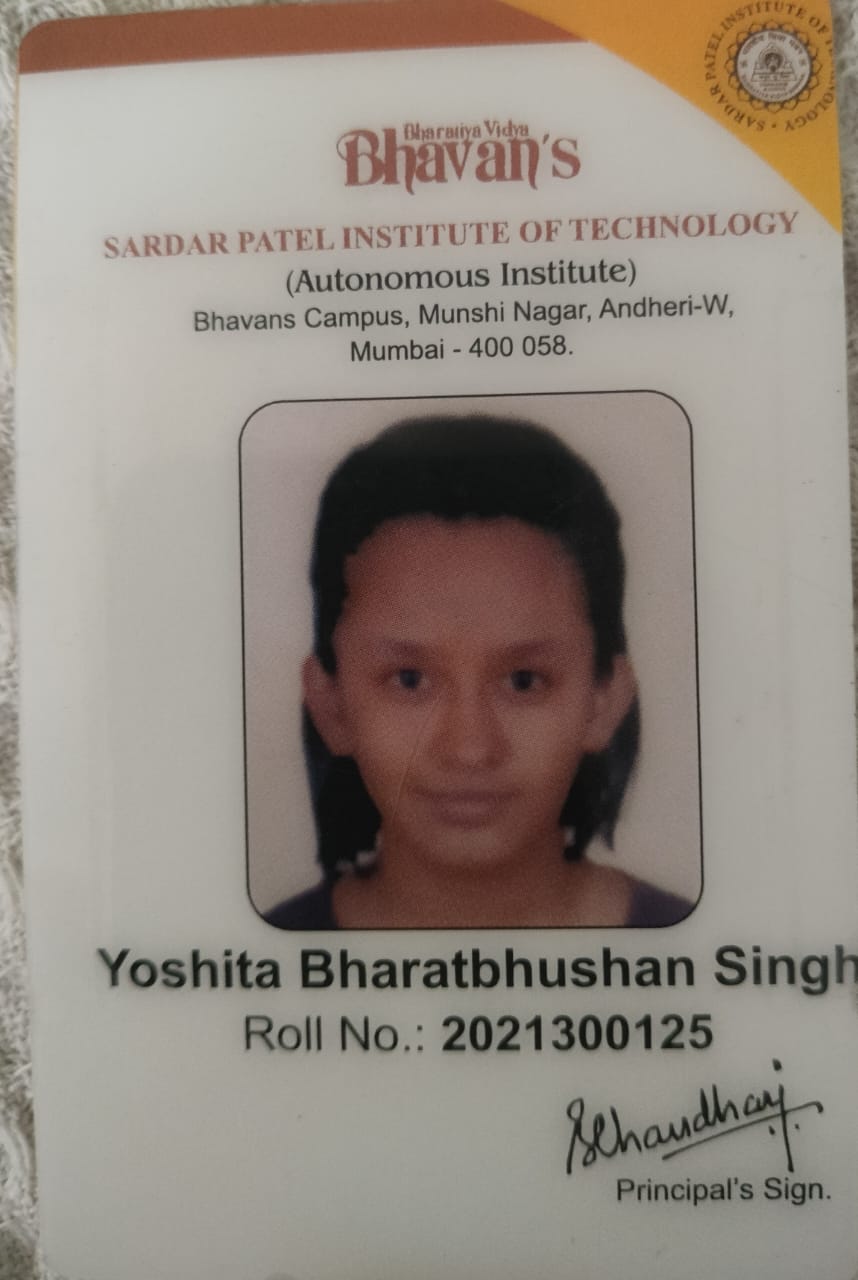 SARDAR PATEL INSTITUTE OF TECHNOLOGY
Bharatiya Vidya
Bhavan's
SARDAR PATEL INSTITUTE OF TECHNOLOGY
(Autonomous Institute)
Bhavans Campus, Munshi Nagar, Andheri-W,
Mumbai - 400 058.
Yoshita Bharatbhushan Singh
Roll No.: 2021300125
Principal's Sign.